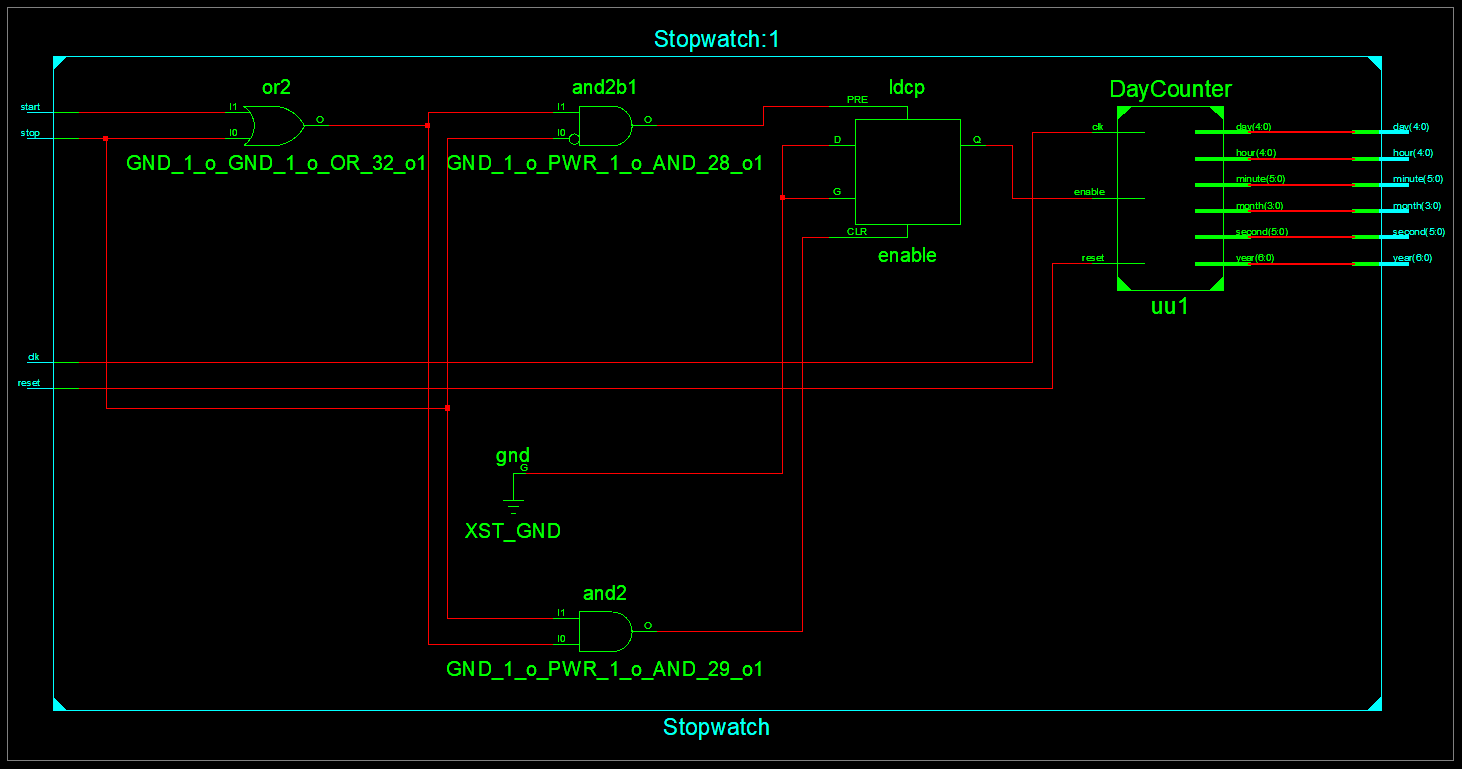 Stopwatch:1
or2
and2b1
ldcp
DayCounter
start
stop
I1
I0
O
GND_1_o_GND_1_o_OR_32_o1
I1
I0
O
GND_1_o_PWR_1_o_AND_28_o1
PRE
D
G
CLR
Q
enable
clk
enable
reset
day(4:0)
hour(4:0)
minute(5:0)
month(3:0)
second(5:0)
year(6:0)
uu1
day(4:0)
hour(4:0)
minute(5:0)
month(3:0)
second(5:0)
year(6:0)
clk
reset
gnd
G
XST_GND
and2
I1
I0
O
GND_1_o_PWR_1_o_AND_29_o1
Stopwatch